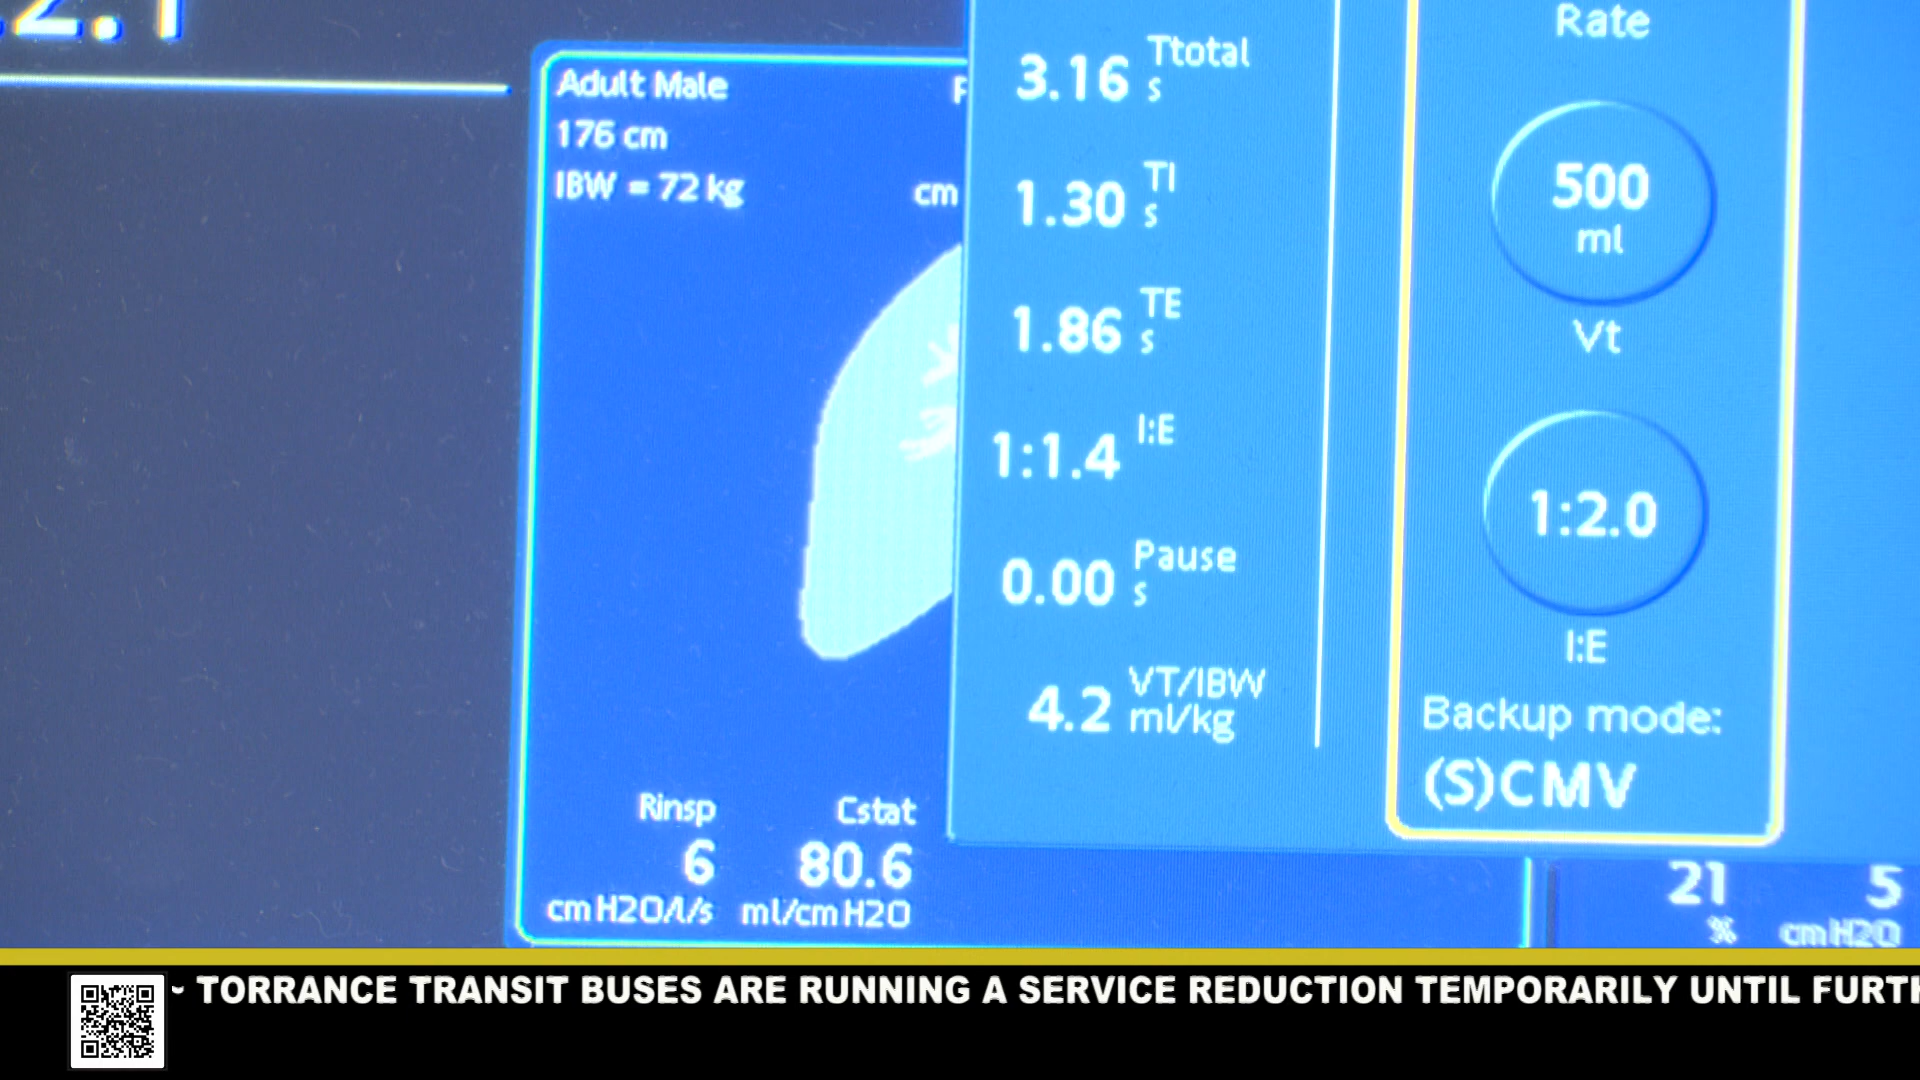 2.1
Adult Male
176 cm
IBW = 72 kg
cm
3.16 Ttotal
s
1.30 TI
s
1.86 TE
s
1:1.4 I:E
0.00 Pause
s
4.2 VT/IBW
ml/kg
Rate
500
ml
Vt
1:2.0
I:E
Backup mode:
(S)CMV
Rinsp Cstat
6 80.6
cmH2O/l/s ml/cmH2O
21 5
% cmH2O
~ TORRANCE TRANSIT BUSES ARE RUNNING A SERVICE REDUCTION TEMPORARILY UNTIL FURTH